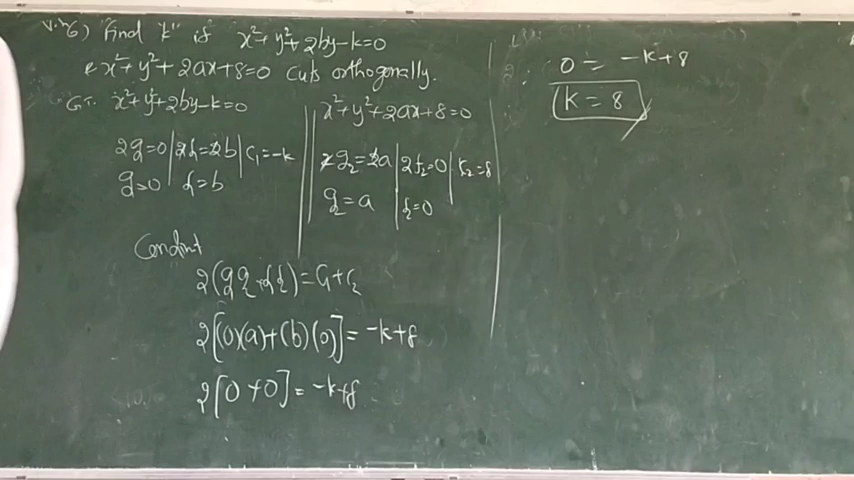 6) Find "k" if x²+y²+2by-k=0
& x²+y²+2ax+8=0 cuts orthogonally.
GT. x²+y²+2by-k=0
2g=0 | 2f=2b | C₁=-k
g=0 f=b
x²+y²+2ax+8=0
2g₂=2a | 2f₂=0 | C₂=8
g₂=a f₂=0
2(g₁g₂+f₁f₂)=C₁+C₂
2[(0)(a)+(b)(0)]=-k+8
2[0+0]=-k+8
0=-k+8
k=8